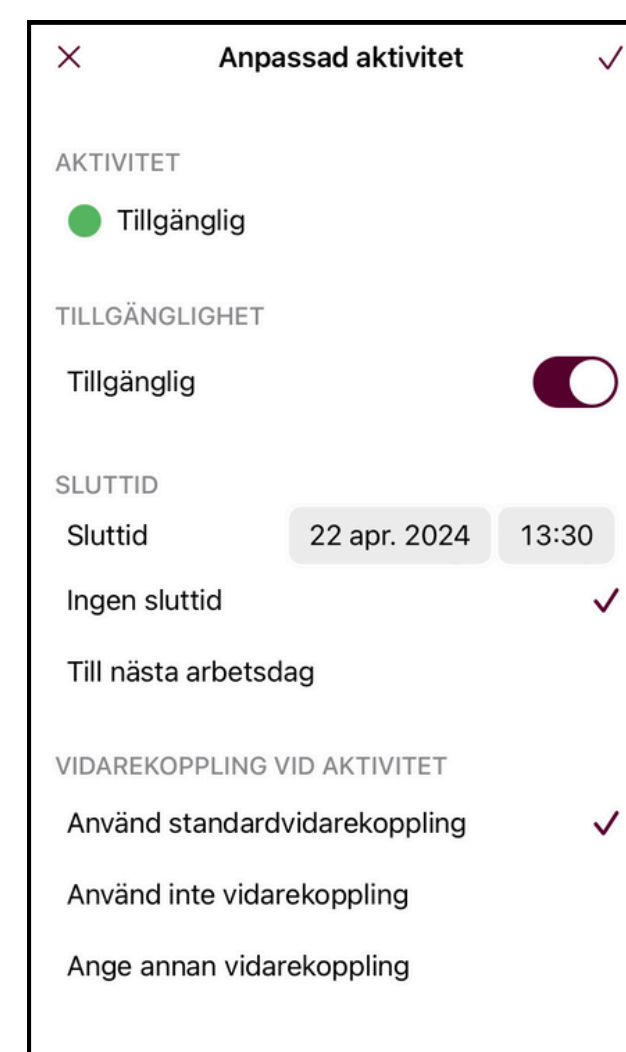 Anpassad aktivitet
AKTIVITET
Tillgänglig
TILLGÄNGLIGHET
Tillgänglig
SLUTTID
Sluttid 22 apr. 2024 13:30
Ingen sluttid
Till nästa arbetsdag
VIDAREKOPPLING VID AKTIVITET
Använd standardvidarekoppling
Använd inte vidarekoppling
Ange annan vidarekoppling